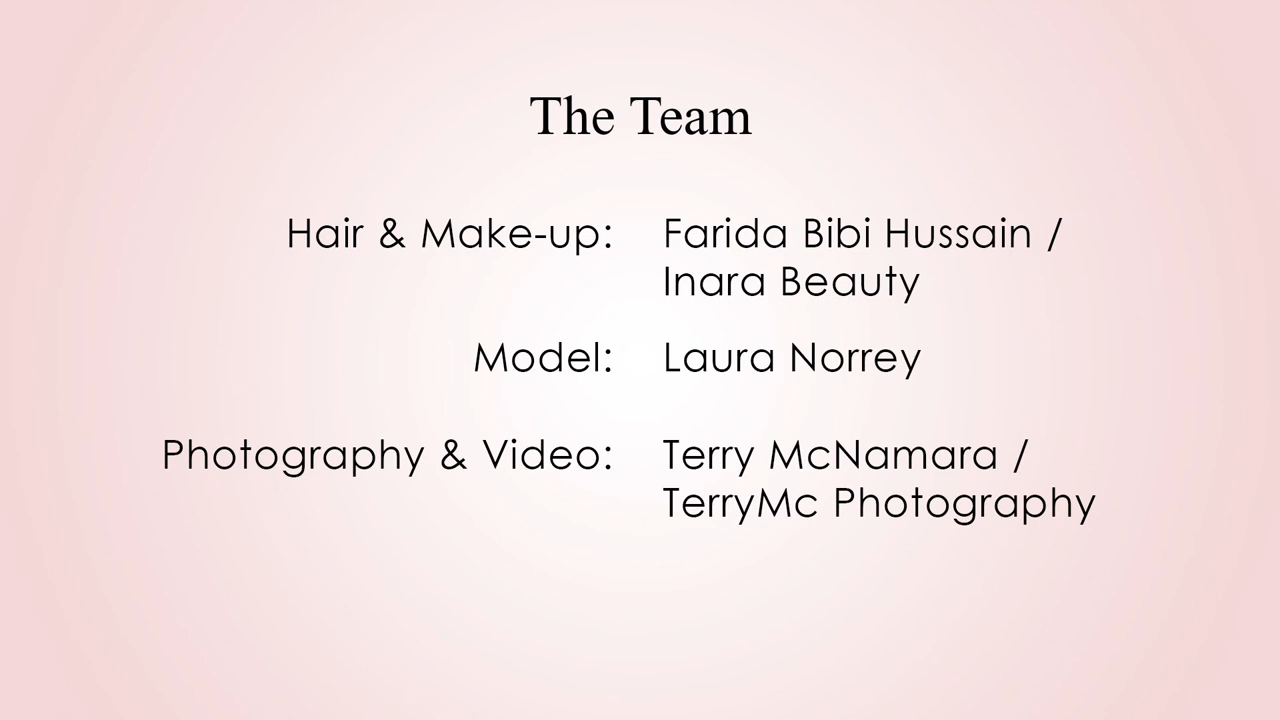 The Team
Hair & Make-up: Farida Bibi Hussain /
Inara Beauty
Model: Laura Norrey
Photography & Video: Terry McNamara /
TerryMc Photography